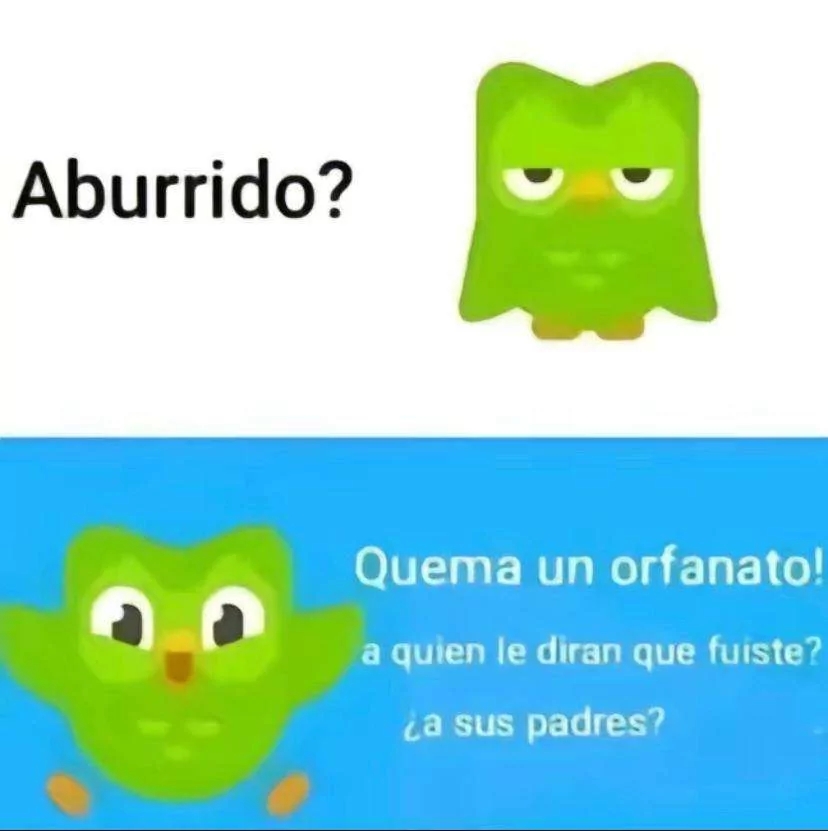 Aburrido?
Quema un orfanato!
a quien le diran que fuiste?
¿a sus padres?